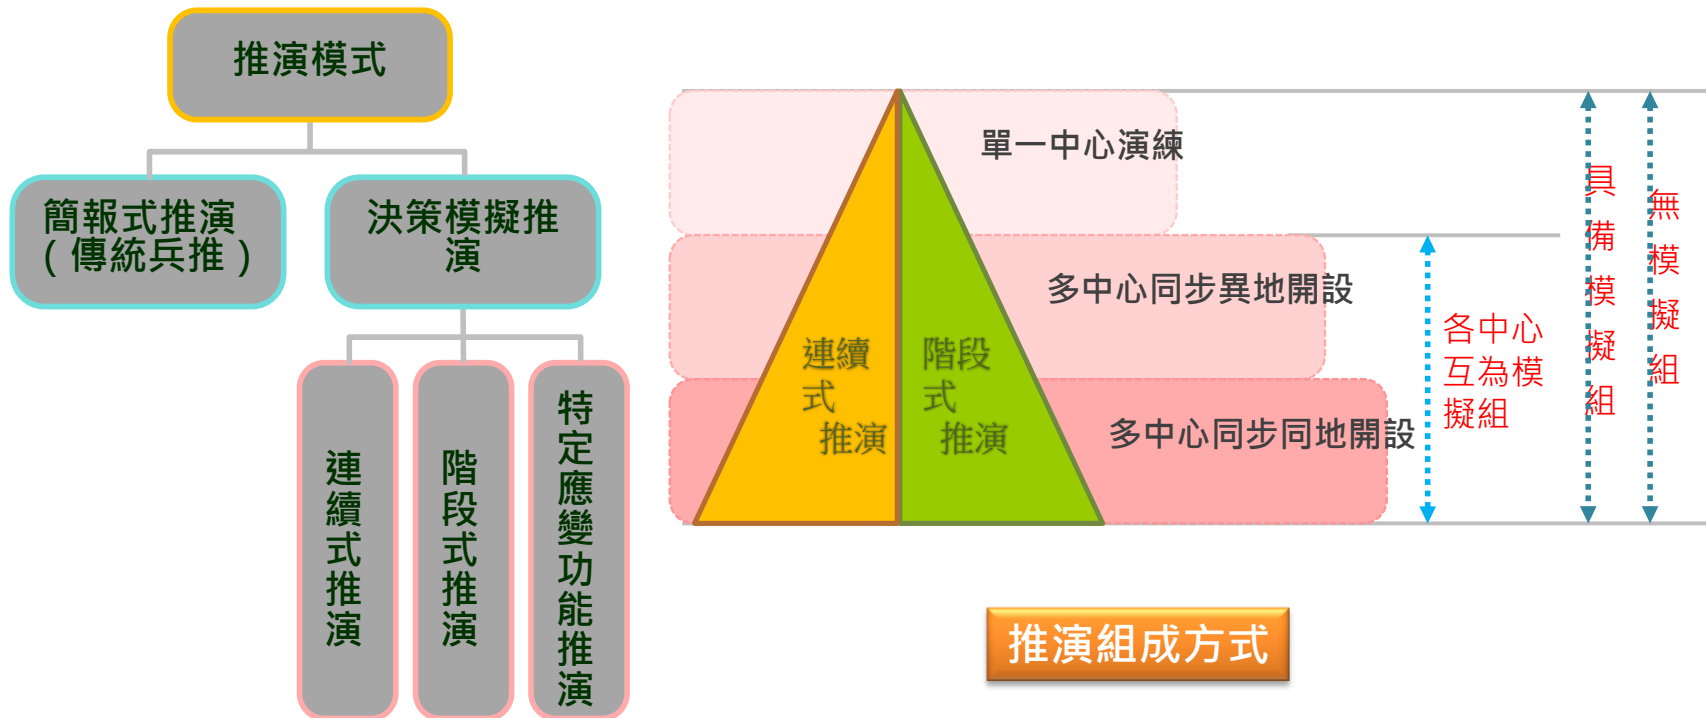 推演模式
簡報式推演
(傳統兵推)
決策模擬推
演
連續式推演
階段式推演
特定應變功能推演
單一中心演練
多中心同步異地開設
多中心同步同地開設
連續
式
推演
階段
式
推演
各中心
互為模
擬組
具備模擬組
無模擬組
推演組成方式